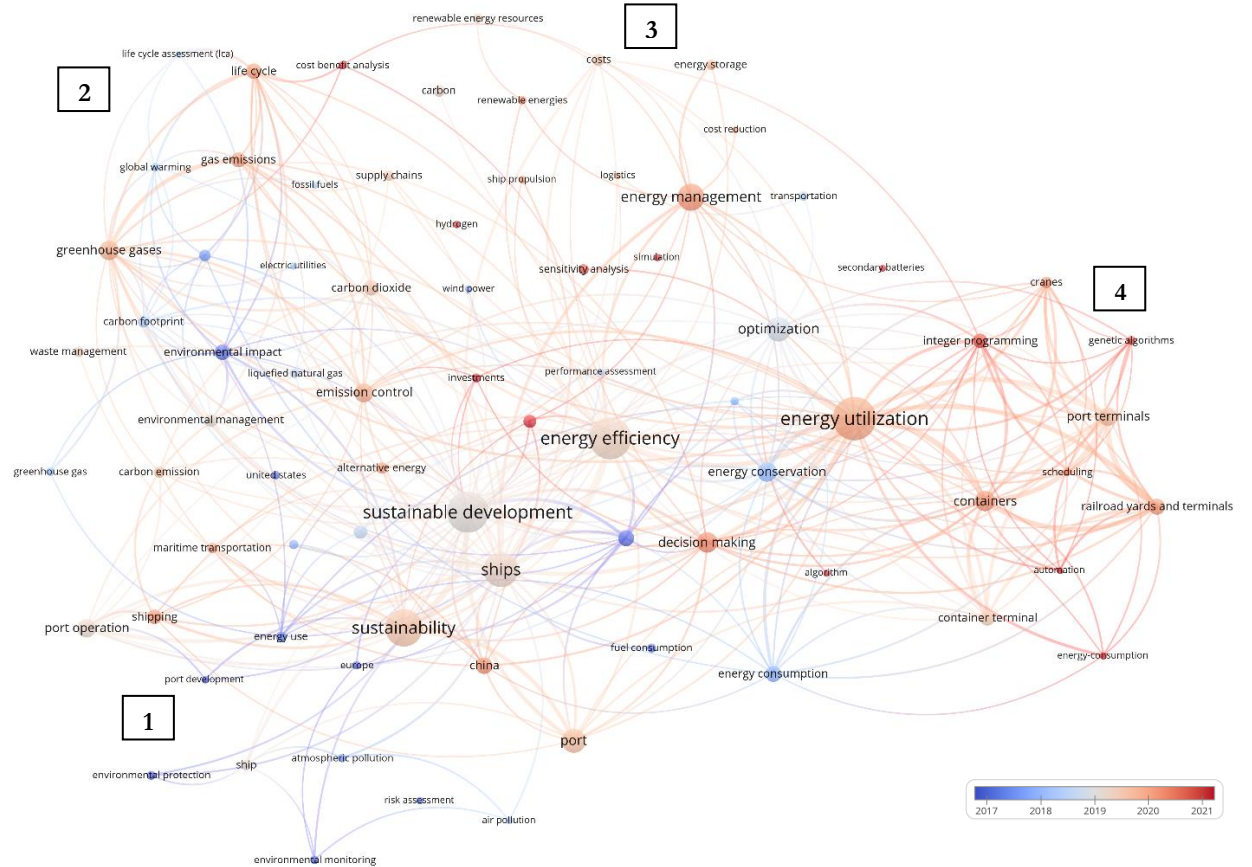 renewable energy resources
3
life cycle assessment (lca)
life cycle
cost benefit analysis
costs
energy storage
2
carbon
renewable energies
cost reduction
global warming
gas emissions
fossil fuels
supply chains
ship propulsion
logistics
energy management
transportation
hydrogen
greenhouse gases
electric utilities
carbon dioxide
wind power
sensitivity analysis
simulation
secondary batteries
cranes
4
carbon footprint
optimization
integer programming
genetic algorithms
waste management
environmental impact
liquefied natural gas
emission control
investments
performance assessment
environmental management
energy efficiency
energy utilization
port terminals
greenhouse gas
carbon emission
united states
alternative energy
energy conservation
scheduling
containers
railroad yards and terminals
sustainable development
maritime transportation
decision making
ships
algorithm
automation
port operation
shipping
energy use
sustainability
container terminal
port development
europe
china
fuel consumption
energy consumption
energy-consumption
1
port
environmental protection
ship
atmospheric pollution
risk assessment
air pollution
environmental monitoring
2017
2018
2019
2020
2021